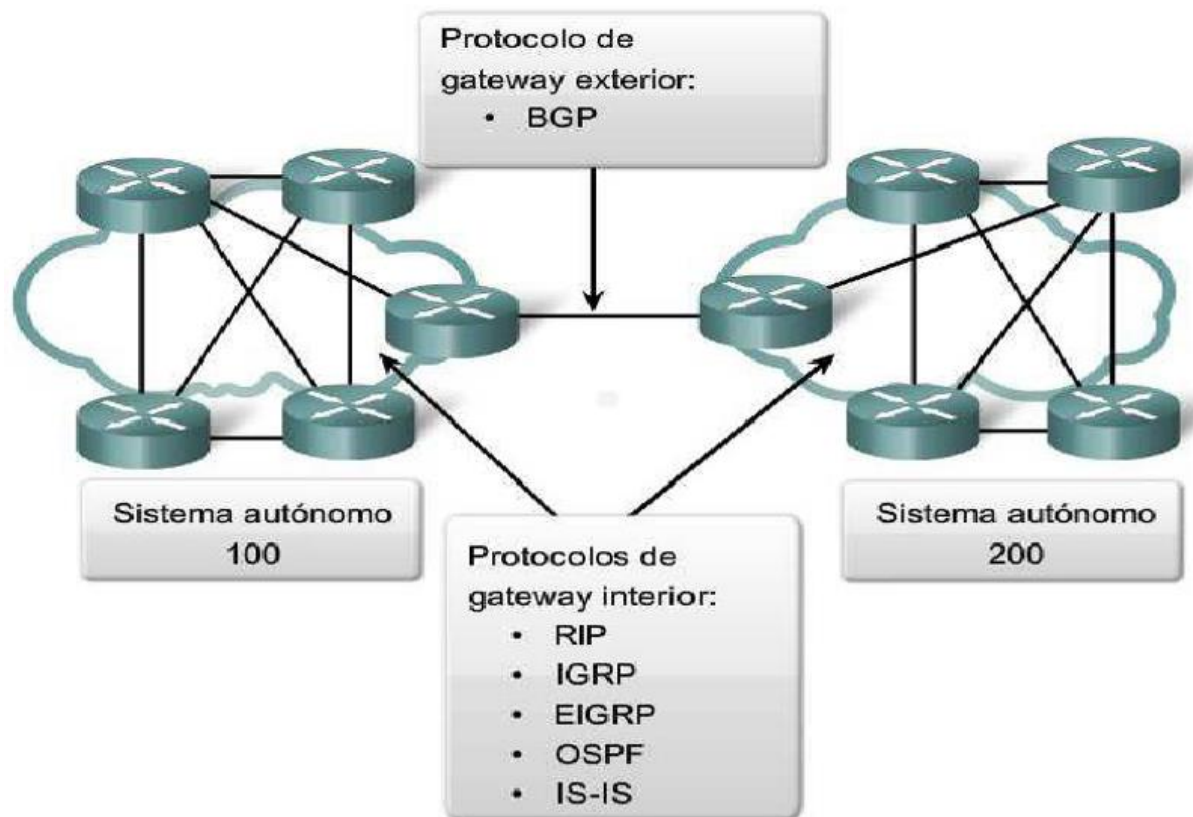 Protocolo de
gateway exterior:
• BGP
Sistema autónomo
100
Sistema autónomo
200
Protocolos de
gateway interior:
• RIP
• IGRP
• EIGRP
• OSPF
• IS-IS